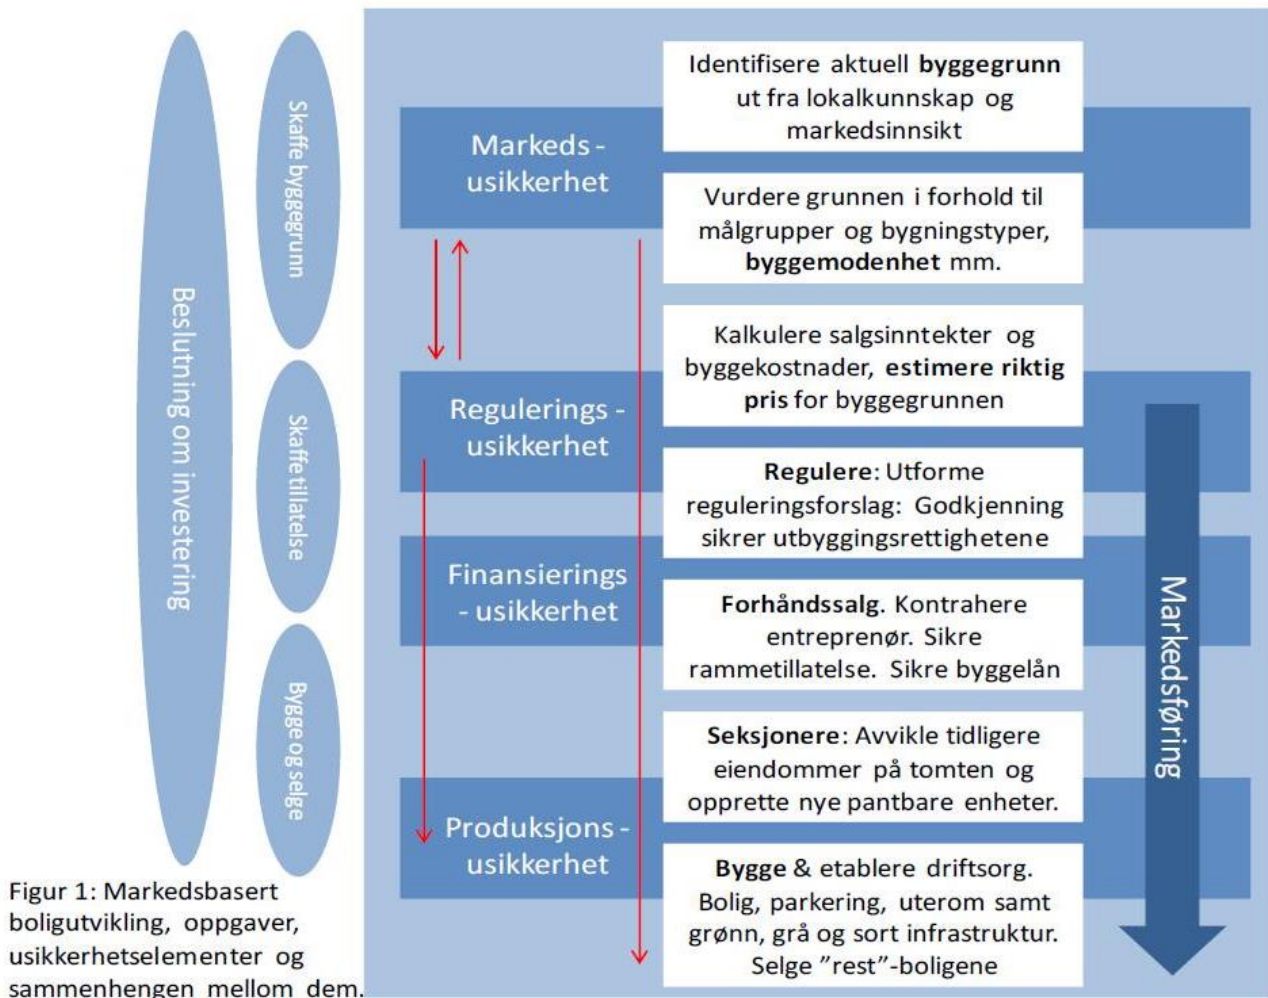 Beslutning om investering
Skaffe byggegrunn
Skaffe tillatelse
Bygge og selge
Markeds -
usikkerhet
Regulerings -
usikkerhet
Finansierings
- usikkerhet
Produksjons -
usikkerhet
Identifisere aktuell byggegrunn
ut fra lokalkunnskap og
markedsinnsikt
Vurdere grunnen i forhold til
målgrupper og bygningstyper,
byggemodenhet mm.
Kalkulere salgsinntekter og
byggekostnader, estimere riktig
pris for byggegrunnen
Regulere: Utforme
reguleringsforslag: Godkjenning
sikrer utbyggingsrettighetene
Forhåndssalg. Kontrahere
entreprenør. Sikre
rammetillatelse. Sikre byggelån
Seksjonere: Avvikle tidligere
eiendommer på tomten og
opprette nye pantbare enheter.
Bygge & etablere driftsorg.
Bolig, parkering, uterom samt
grønn, grå og sort infrastruktur.
Selge ”rest”-boligene
Markedsføring
Figur 1: Markedsbasert
boligutvikling, oppgaver,
usikkerhetselementer og
sammenhengen mellom dem.